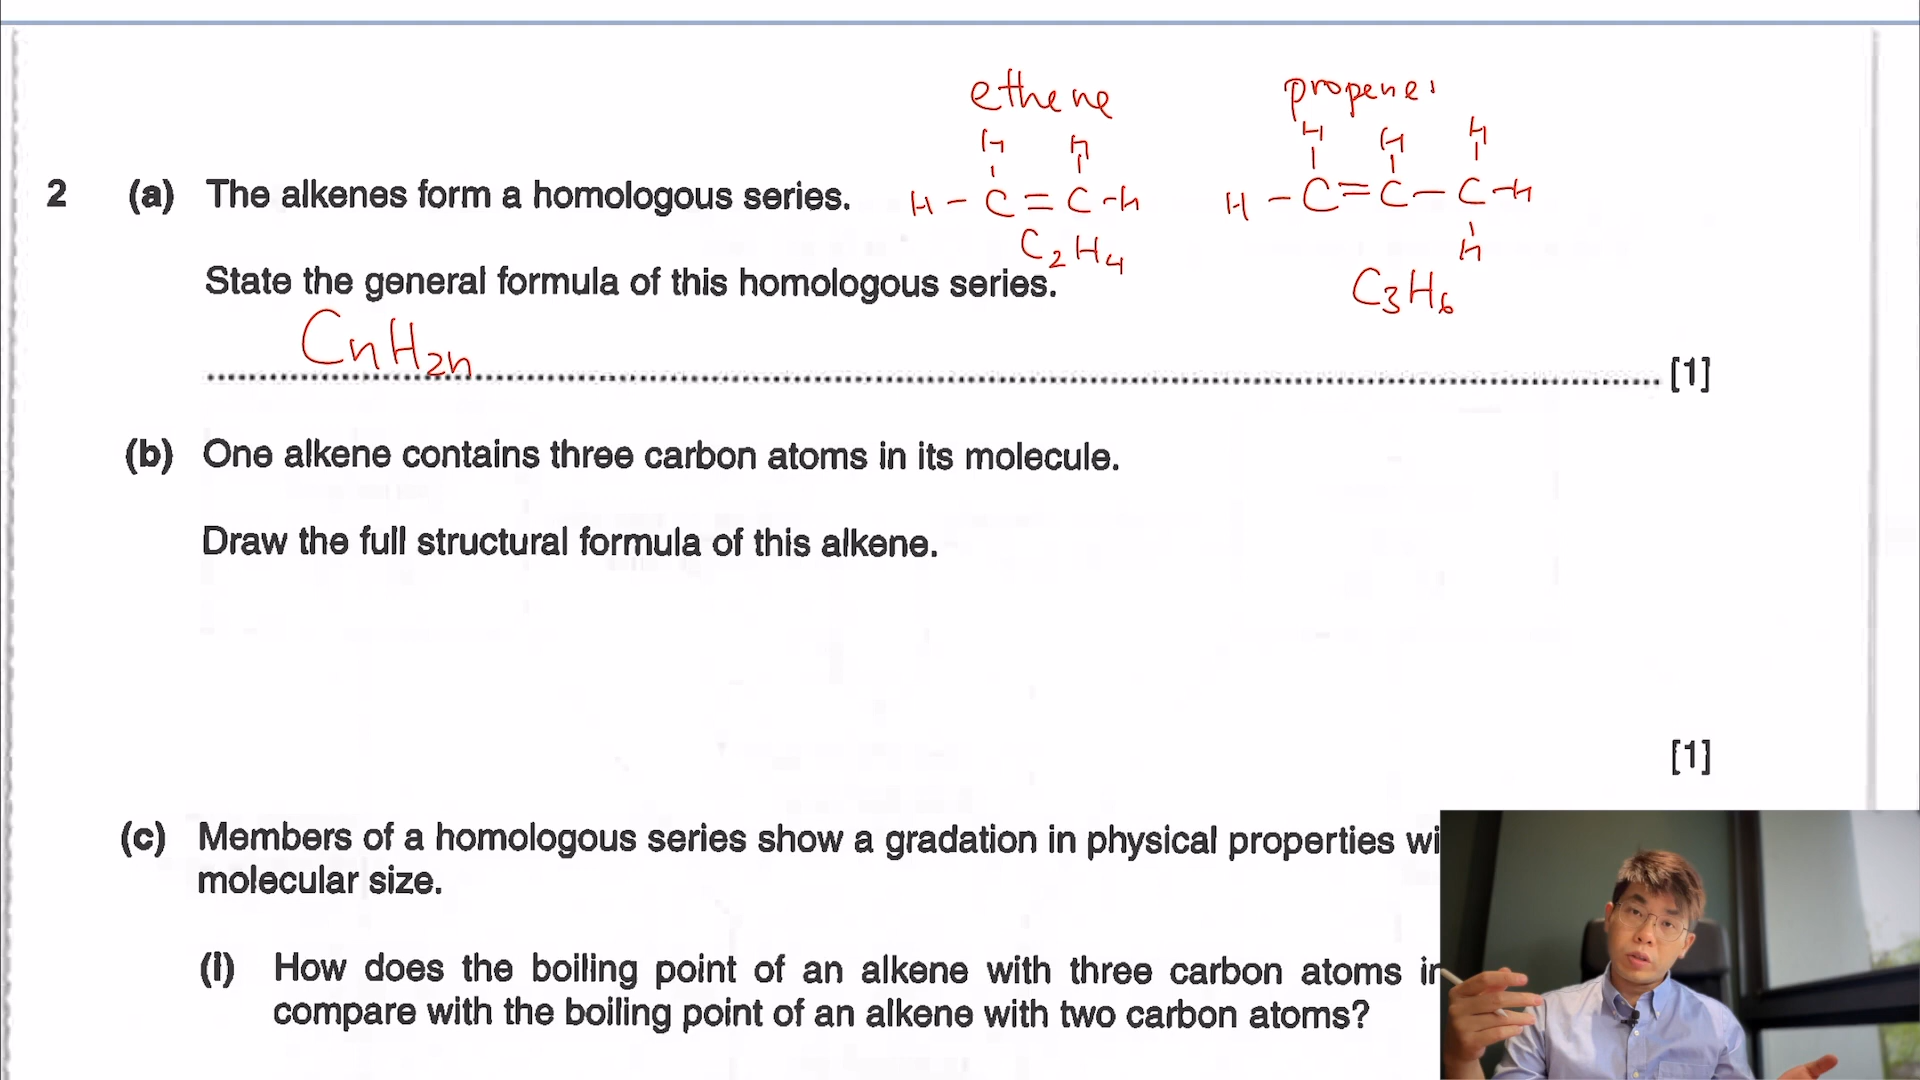 ethene propene
H H H H H
2 (a) The alkenes form a homologous series. H - C = C - H H - C = C - C - H
C2H4 H
State the general formula of this homologous series. C3H6
CnH2n
[1]
(b) One alkene contains three carbon atoms in its molecule.
Draw the full structural formula of this alkene.
[1]
(c) Members of a homologous series show a gradation in physical properties wi
molecular size.
(i) How does the boiling point of an alkene with three carbon atoms in
compare with the boiling point of an alkene with two carbon atoms?